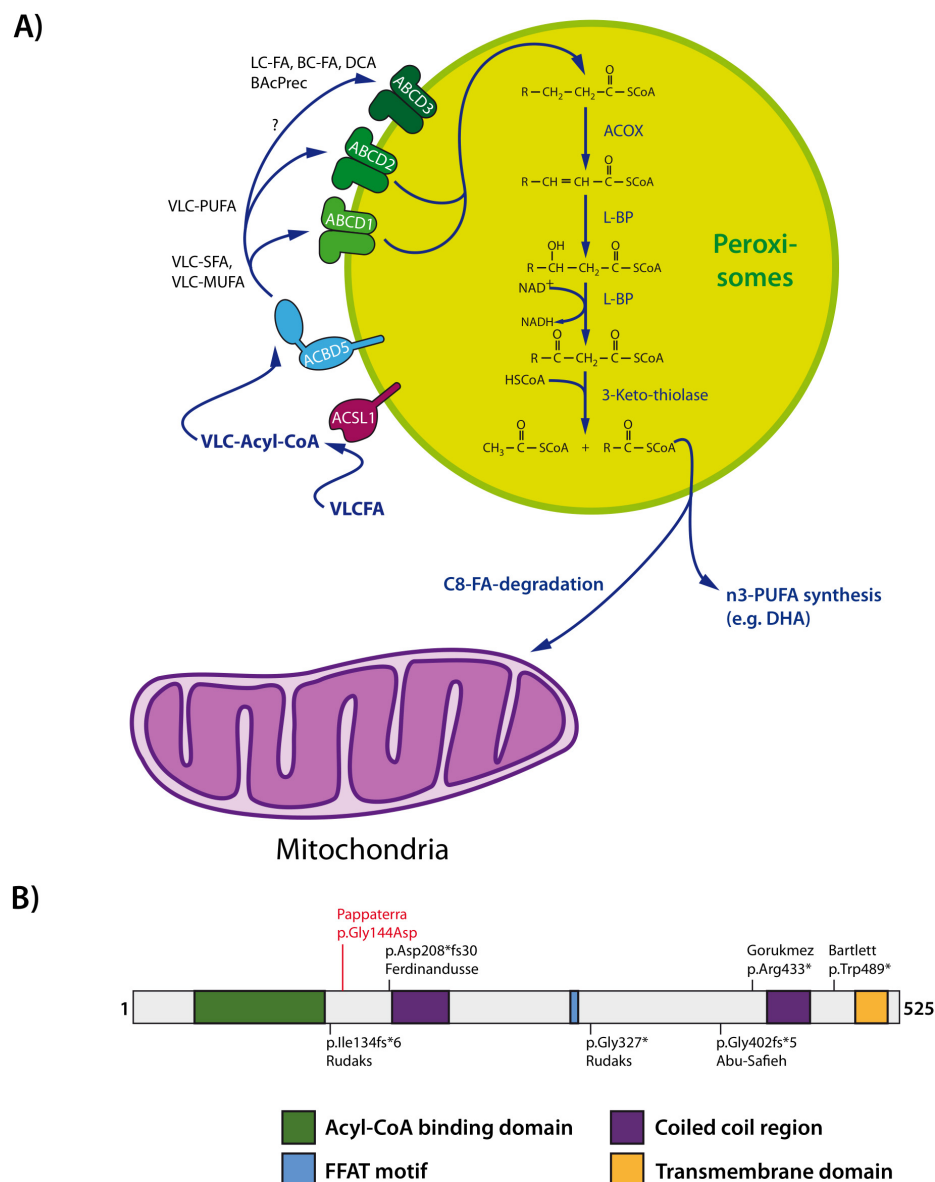 A)
LC-FA, BC-FA, DCA
BAcPrec
?
ABCD3
ABCD2
ABCD1
VLC-PUFA
VLC-SFA,
VLC-MUFA
ACBD5
ACSL1
VLC-Acyl-CoA
VLCFA
O
R—CH₂—CH₂—C—SCoA
ACOX
O
R—CH=CH—C—SCoA
L-BP
OH O
R—CH—CH₂—C—SCoA
NAD+
L-BP
NADH
O O
R—C—CH₂—C—SCoA
HSCoA
3-Keto-thiolase
O O
CH₃—C—SCoA + R—C—SCoA
Peroxi-
somes
C8-FA-degradation
n3-PUFA synthesis
(e.g. DHA)
Mitochondria
B)
Pappaterra
p.Gly144Asp
p.Asp208*fs30
Ferdinandusse
Gorukmez
p.Arg433*
Bartlett
p.Trp489*
1
525
p.Ile134fs*6
Rudaks
p.Gly327*
Rudaks
p.Gly402fs*5
Abu-Safieh
Acyl-CoA binding domain
Coiled coil region
FFAT motif
Transmembrane domain